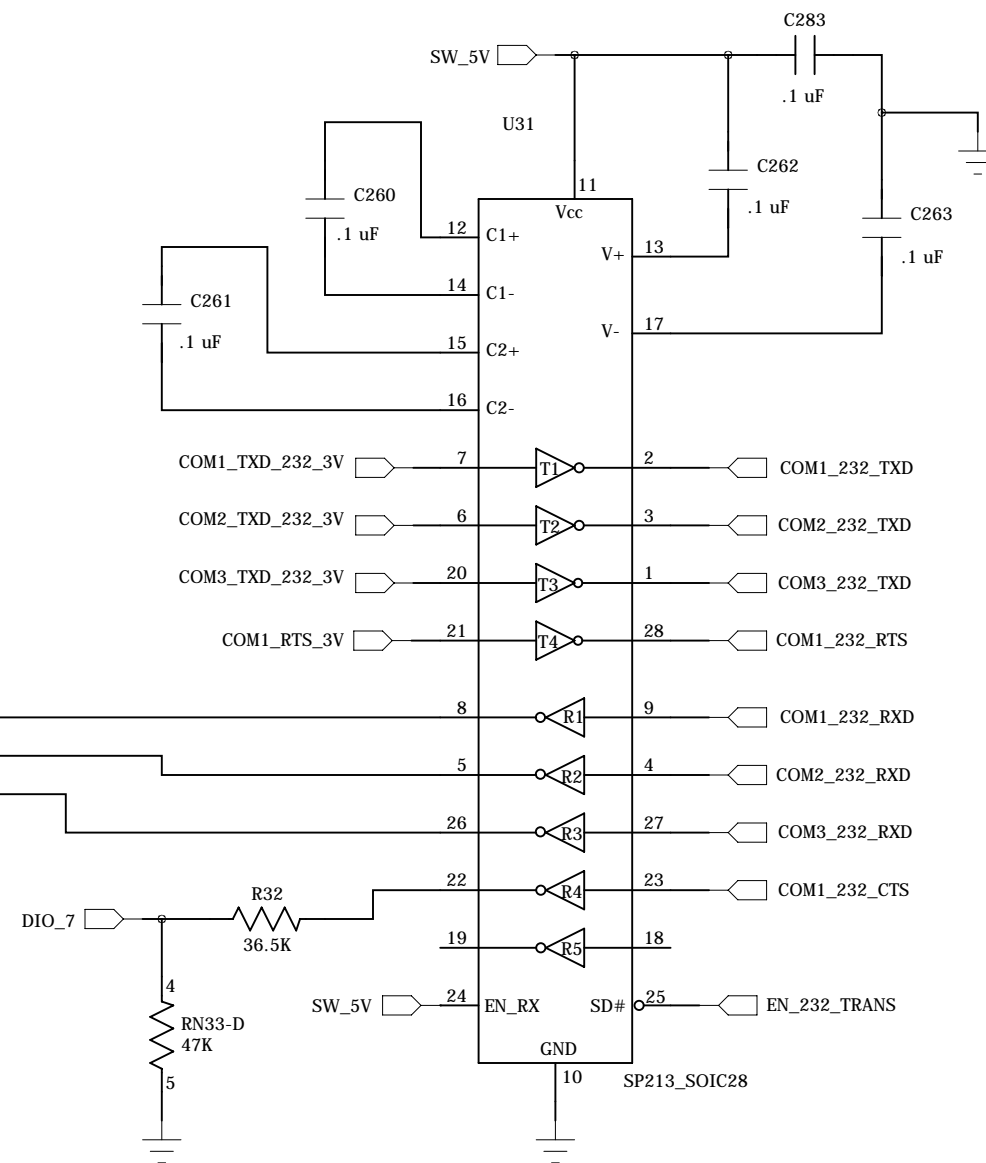 C283
SW_5V
.1 uF
U31
C262
.1 uF
C260
.1 uF
11
Vcc
C263
.1 uF
12 C1+
V+ 13
14 C1-
C261
.1 uF
V- 17
15 C2+
16 C2-
COM1_TXD_232_3V 7 T1 2 COM1_232_TXD
COM2_TXD_232_3V 6 T2 3 COM2_232_TXD
COM3_TXD_232_3V 20 T3 1 COM3_232_TXD
COM1_RTS_3V 21 T4 28 COM1_232_RTS
8 R1 9 COM1_232_RXD
5 R2 4 COM2_232_RXD
26 R3 27 COM3_232_RXD
22 R4 23 COM1_232_CTS
R32
DIO_7
36.5K
19 R5 18
4
SW_5V 24 EN_RX SD# 25 EN_232_TRANS
RN33-D
47K
5
GND
10
SP213_SOIC28